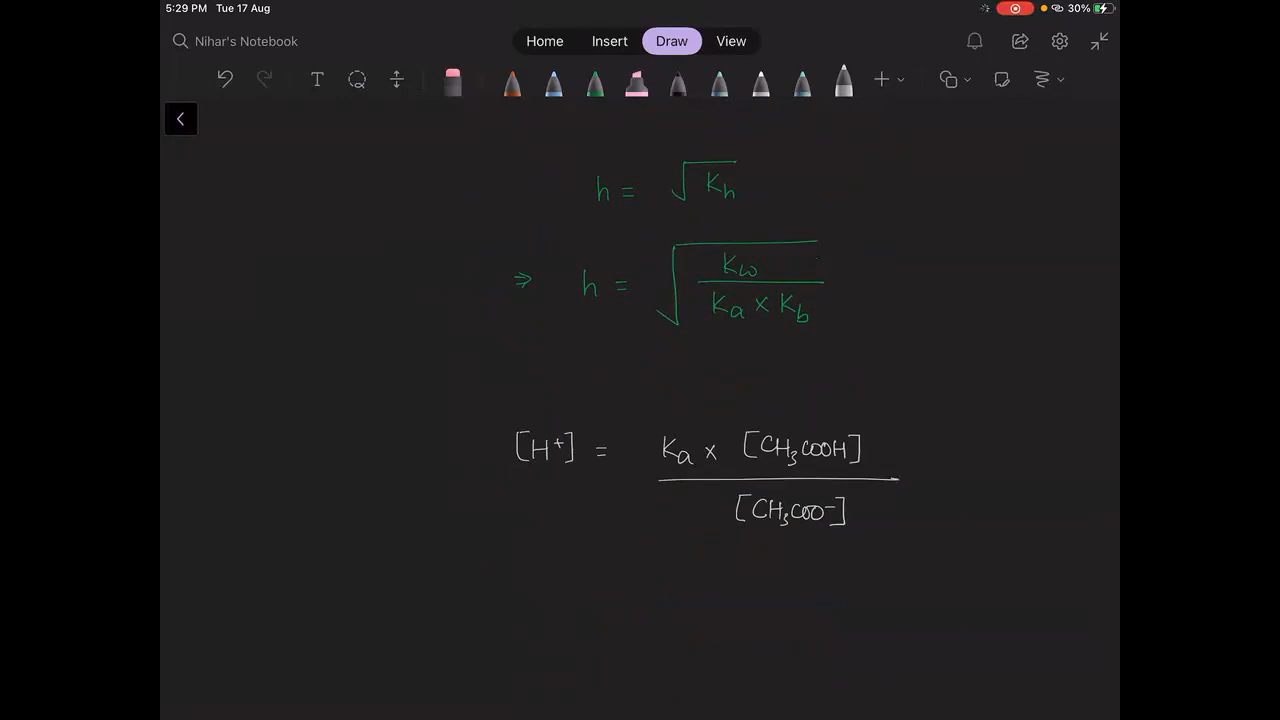 5:29 PM Tue 17 Aug 30%
Nihar's Notebook Home Insert Draw View
T
h = √Kh
⇒ h = √(Kw / (Ka × Kb))
[H⁺] = Ka × [CH₃COOH]
[CH₃COO⁻]